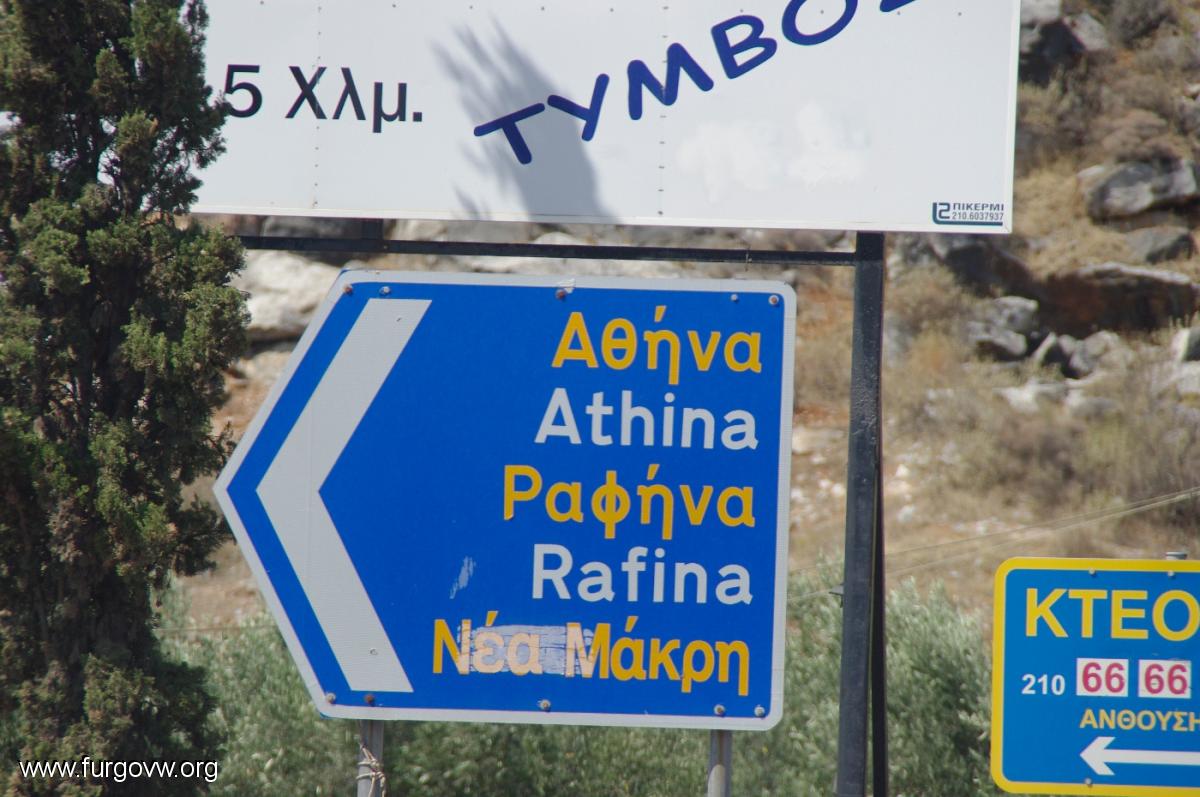 5 Χλμ.
ΤΥΜΒΟΣ
ΠΙΚΕΡΜΙ
210.6037937
Αθήνα
Athina
Ραφήνα
Rafina
Νέα Μάκρη
ΚΤΕΟ
210 66 66
ΑΝΘΟΥΣΗ
www.furgovw.org